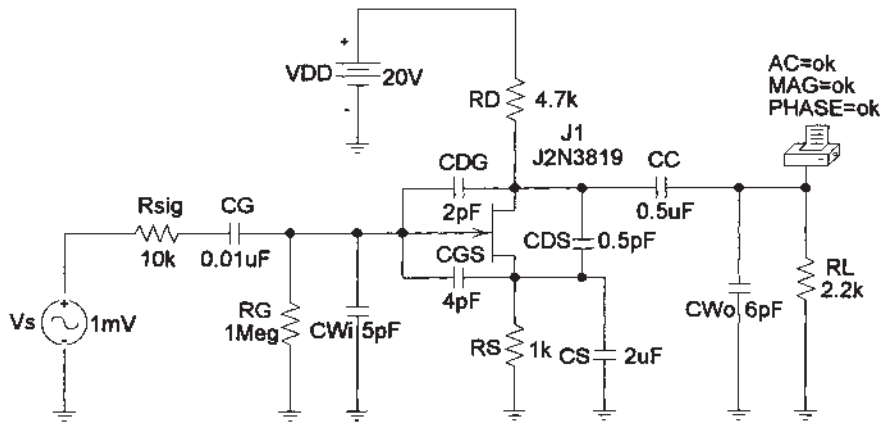 +
VDD
20V
-
RD
4.7k
AC=ok
MAG=ok
PHASE=ok
J1
J2N3819
CDG
2pF
CC
0.5uF
Rsig
10k
CG
0.01uF
CGS
4pF
CDS
0.5pF
RL
2.2k
Vs
+
-
1mV
RG
1Meg
CWi
5pF
RS
1k
CS
2uF
CWo
6pF